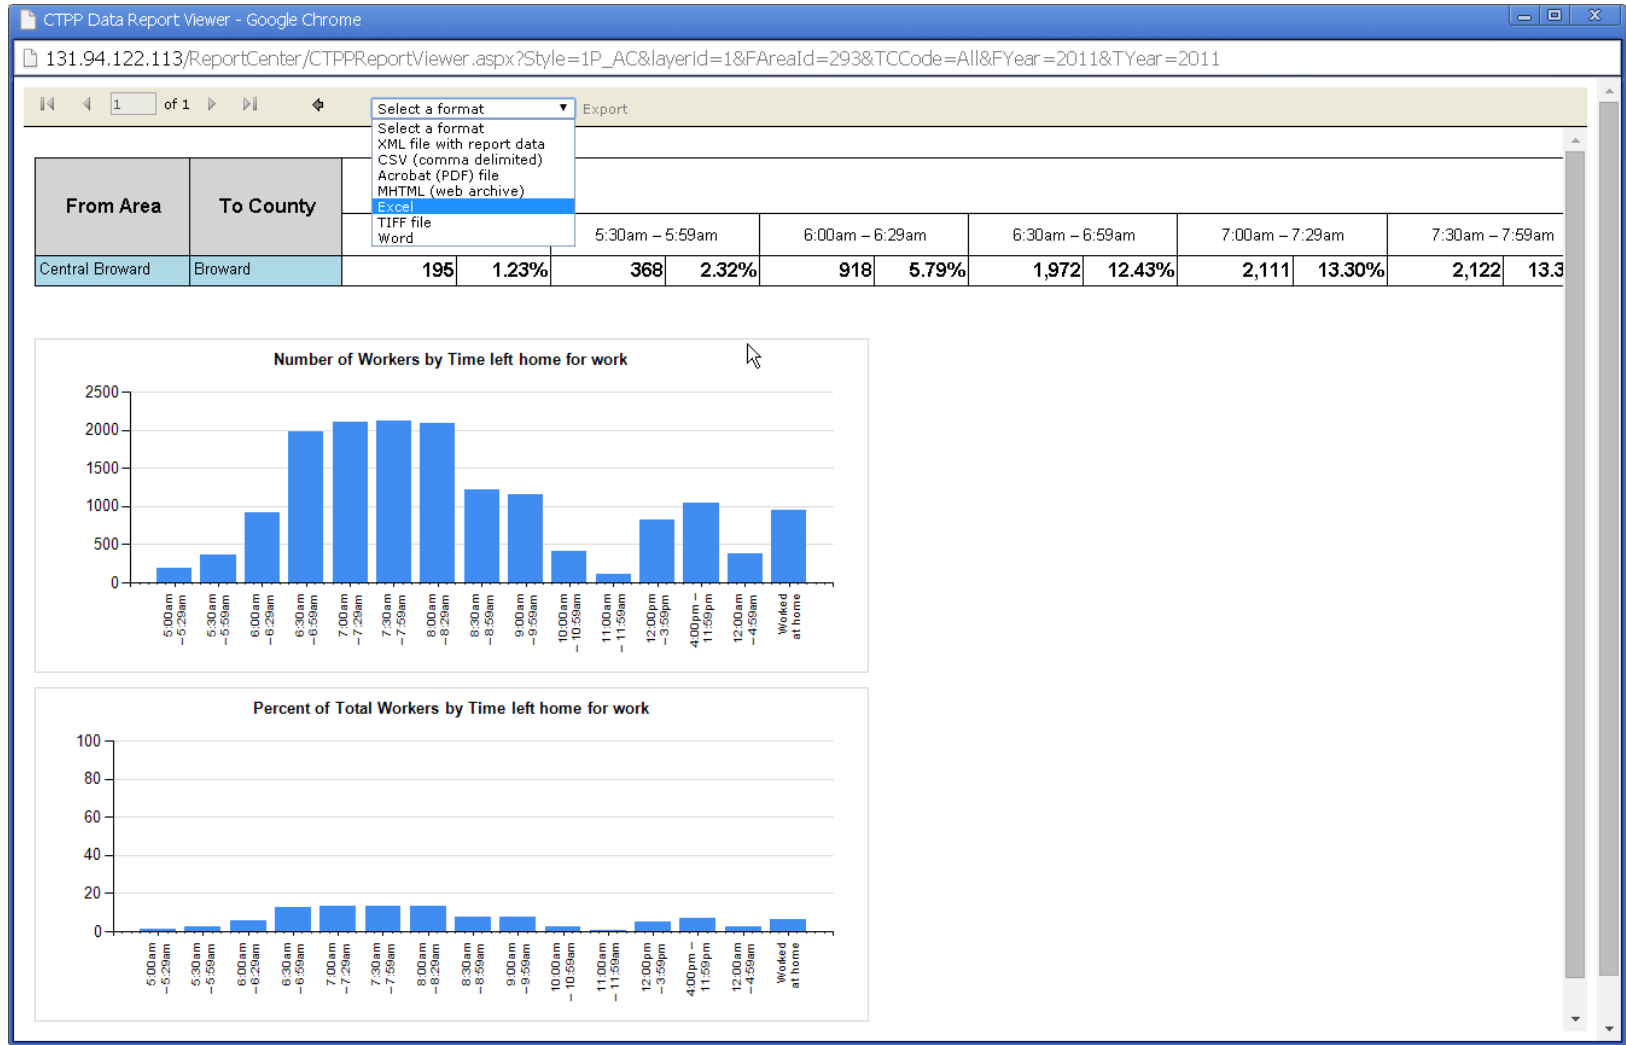 CTPP Data Report Viewer - Google Chrome
131.94.122.113/ReportCenter/CTPPReportViewer.aspx?Style=1P_AC&layerid=1&FAreaId=293&TCCode=All&FYear=2011&TYear=2011
1 of 1 Select a format Export
Select a format
XML file with report data
CSV (comma delimited)
Acrobat (PDF) file
MHTML (web archive)
Excel
TIFF file
Word
From Area To County
5:30am – 5:59am 6:00am – 6:29am 6:30am – 6:59am 7:00am – 7:29am 7:30am – 7:59am
Central Broward Broward 195 1.23% 368 2.32% 918 5.79% 1,972 12.43% 2,111 13.30% 2,122 13.3
Number of Workers by Time left home for work
2500
2000
1500
1000
500
0
5:00am
– 5:29am
5:30am
– 5:59am
6:00am
– 6:29am
6:30am
– 6:59am
7:00am
– 7:29am
7:30am
– 7:59am
8:00am
– 8:29am
8:30am
– 8:59am
9:00am
– 9:59am
10:00am
– 10:59am
11:00am
– 11:59am
12:00pm
– 3:59pm
4:00pm –
11:59pm
12:00am
– 4:59am
Worked
at home
Percent of Total Workers by Time left home for work
100
80
60
40
20
0
5:00am
– 5:29am
5:30am
– 5:59am
6:00am
– 6:29am
6:30am
– 6:59am
7:00am
– 7:29am
7:30am
– 7:59am
8:00am
– 8:29am
8:30am
– 8:59am
9:00am
– 9:59am
10:00am
– 10:59am
11:00am
– 11:59am
12:00pm
– 3:59pm
4:00pm –
11:59pm
12:00am
– 4:59am
Worked
at home